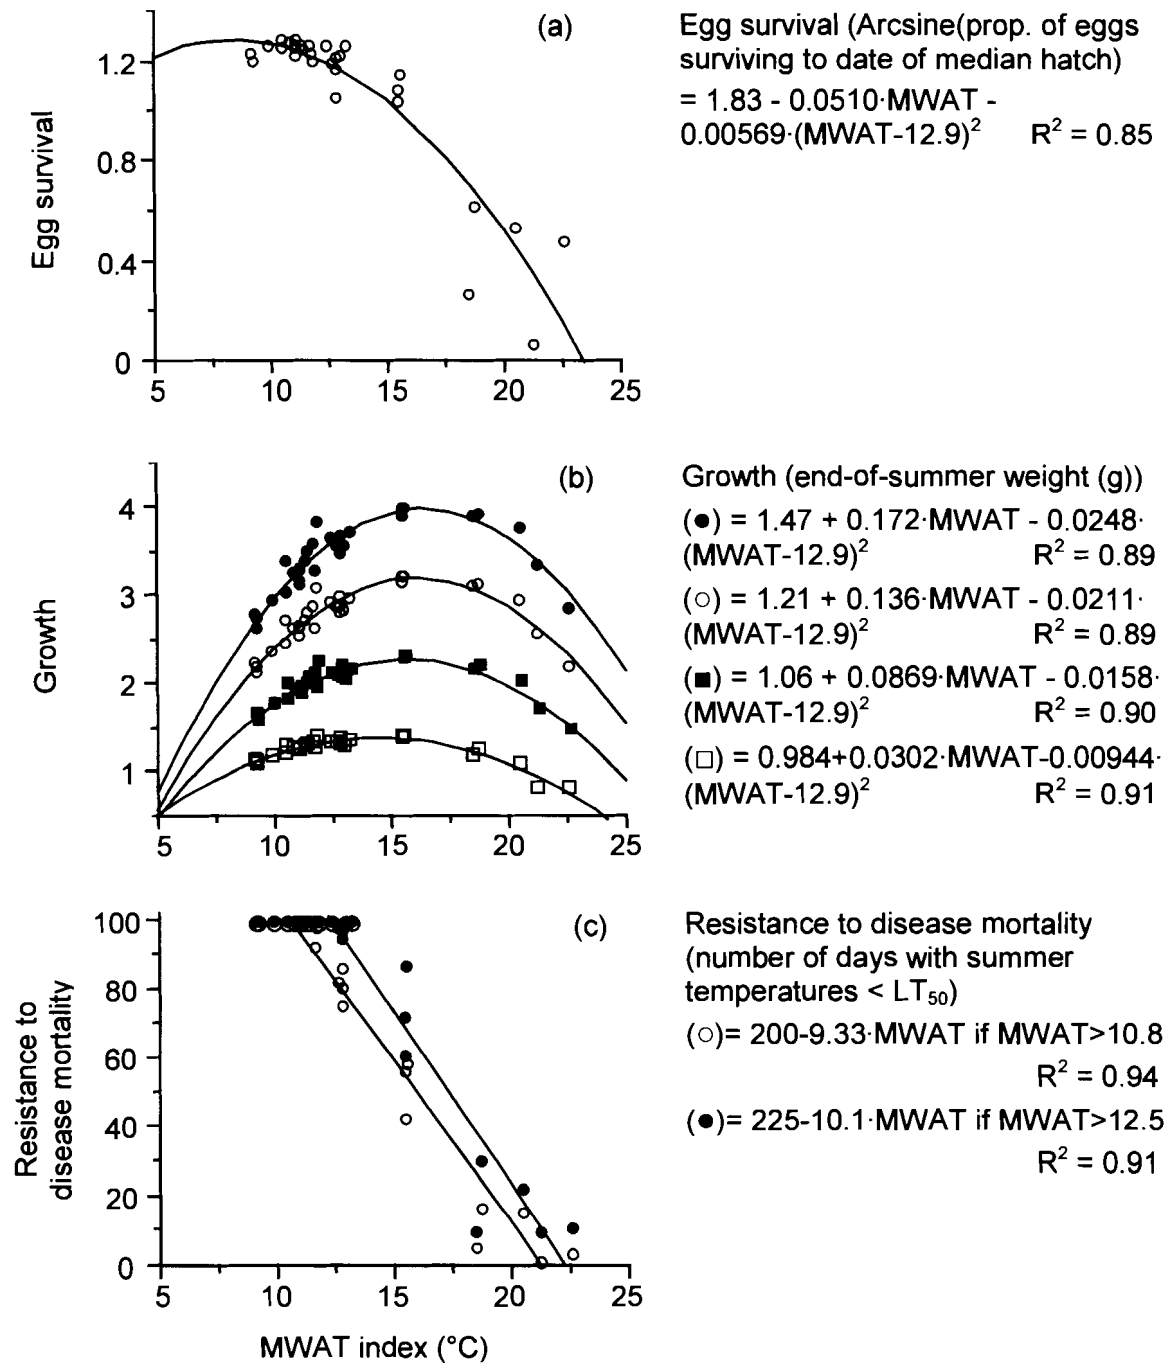 (a)
Egg survival
1.2
0.8
0.4
0
5 10 15 20 25
Egg survival (Arcsine(prop. of eggs
surviving to date of median hatch)
= 1.83 - 0.0510·MWAT -
0.00569·(MWAT-12.9)² R² = 0.85
(b)
Growth
4
3
2
1
5 10 15 20 25
Growth (end-of-summer weight (g))
(●) = 1.47 + 0.172·MWAT - 0.0248·
(MWAT-12.9)² R² = 0.89
(○) = 1.21 + 0.136·MWAT - 0.0211·
(MWAT-12.9)² R² = 0.89
(■) = 1.06 + 0.0869·MWAT - 0.0158·
(MWAT-12.9)² R² = 0.90
(□) = 0.984+0.0302·MWAT-0.00944·
(MWAT-12.9)² R² = 0.91
(c)
Resistance to
disease mortality
100
80
60
40
20
0
5 10 15 20 25
MWAT index (°C)
Resistance to disease mortality
(number of days with summer
temperatures < LT₅₀)
(○)= 200-9.33·MWAT if MWAT>10.8
R² = 0.94
(●)= 225-10.1·MWAT if MWAT>12.5
R² = 0.91